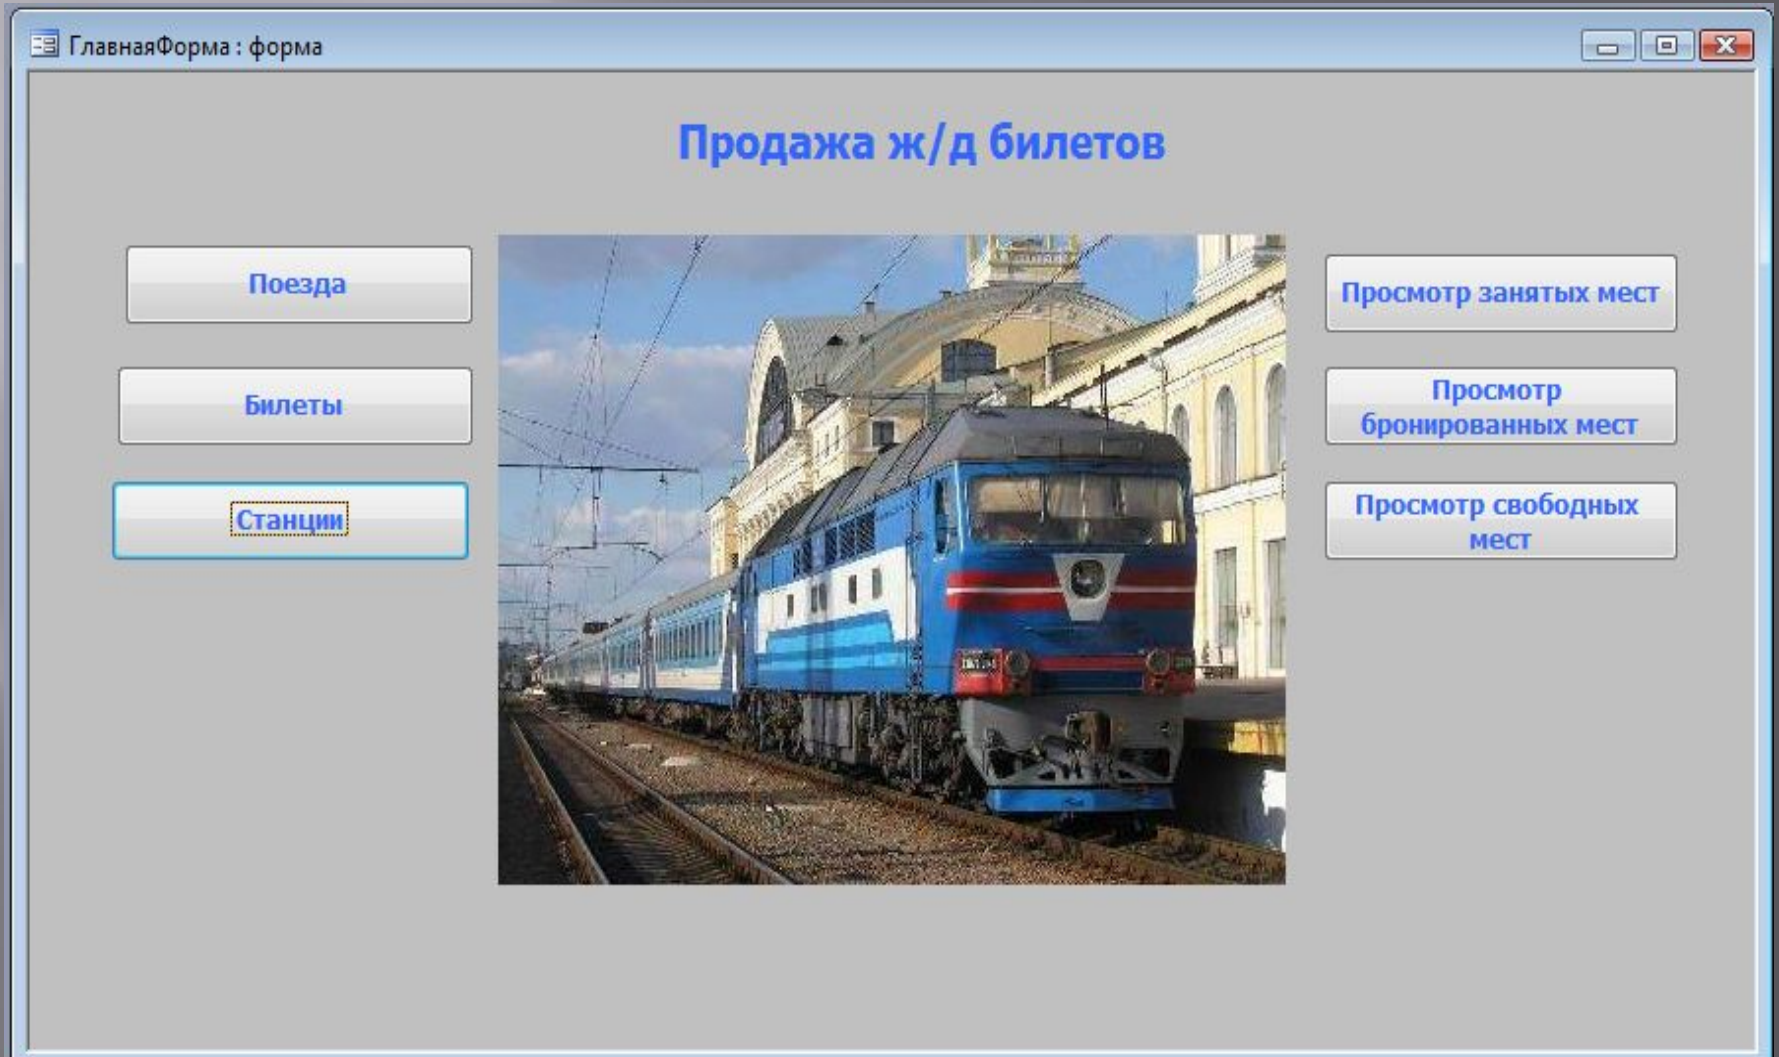 ГлавнаяФорма : форма
Продажа ж/д билетов
Поезда
Билеты
Станции
Просмотр занятых мест
Просмотр
бронированных мест
Просмотр свободных
мест